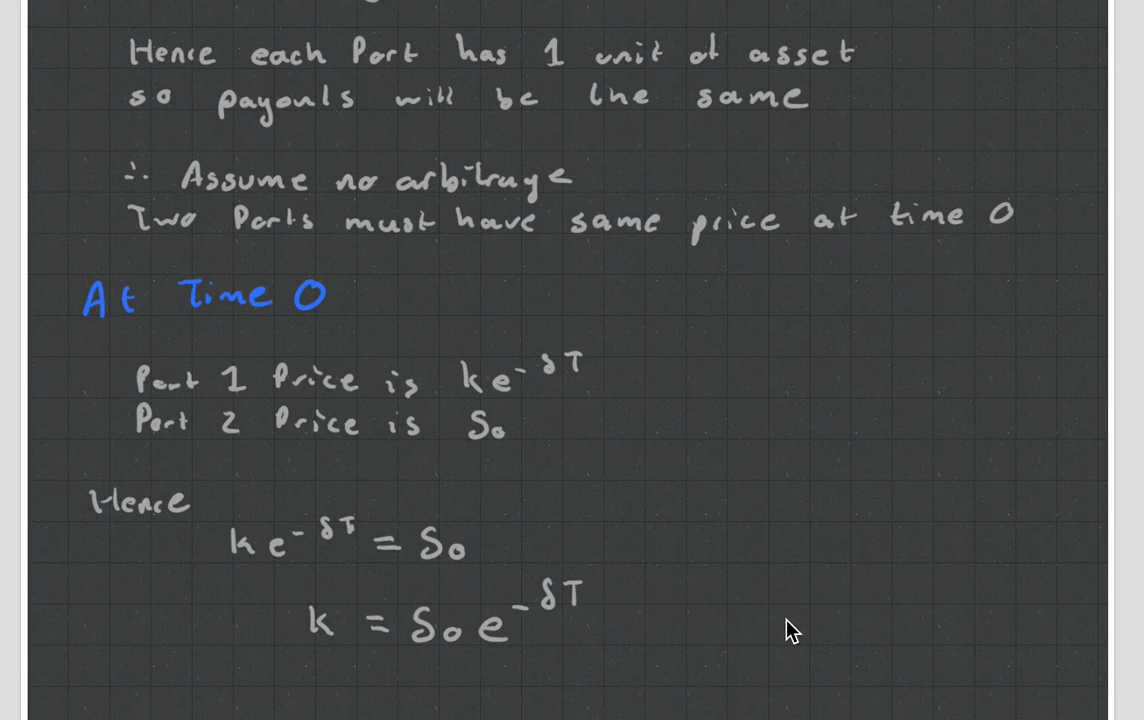 Hence each Port has 1 unit of asset
so payouts will be the same
∴ Assume no arbitrage
Two Ports must have same price at time 0
At Time 0
Port 1 Price is ke^{-δT}
Port 2 Price is S₀
Hence
ke^{-δT} = S₀
k = S₀e^{-δT}